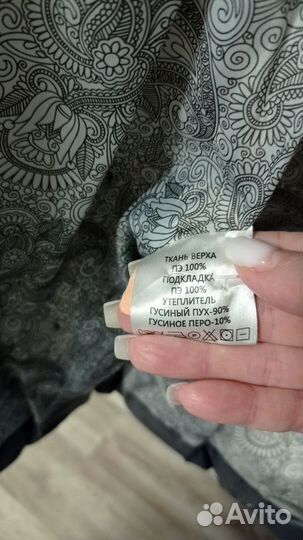 ТКАНЬ ВЕРХА
ПЭ 100%
ПОДКЛАДКА
ПЭ 100%
УТЕПЛИТЕЛЬ
ГУСИНЫЙ ПУХ-90%
ГУСИНОЕ ПЕРО-10%
Avito